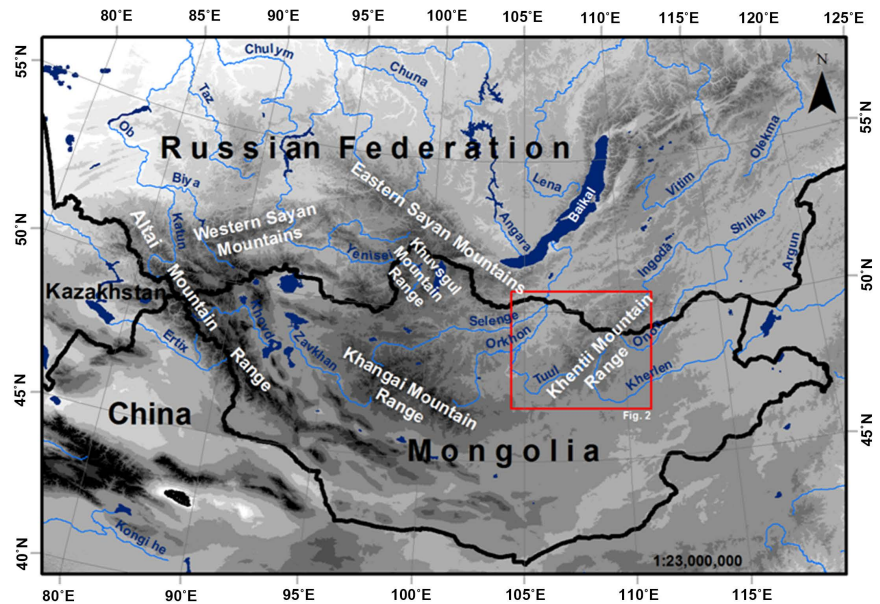 80°E 85°E 90°E 95°E 100°E 105°E 110°E 115°E 120°E 125°E
55°N
50°N
45°N
40°N
55°N
50°N
45°N
N
Chulym
Chuna
Taz
Ob
Russian Federation
Olekma
Biya
Lena
Vitim
Baikal
Eastern Sayan Mountains
Angara
Shilka
Altai
Mountain
Range
Katun
Western Sayan
Mountains
Yenise
Khuvsgul
Mountain
Range
Ingoda
Argun
Kazakhstan
Khovd
Zavkhan
Selenge
Orkhon
Onon
Ertix
Khangai Mountain
Range
Tuul
Khentii Mountain
Range
Kherlen
Fig. 2
China
Mongolia
Kongi he
1:23,000,000
80°E 90°E 95°E 100°E 105°E 110°E 115°E